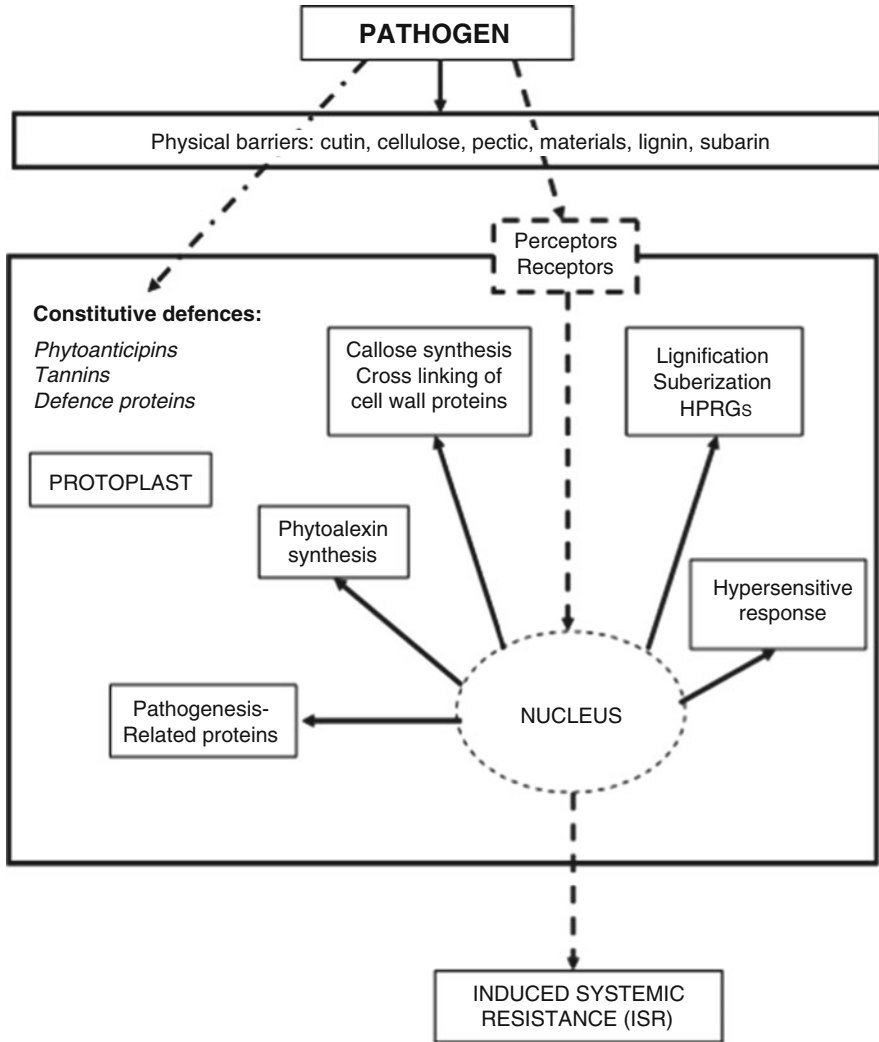 PATHOGEN
Physical barriers: cutin, cellulose, pectic, materials, lignin, subarin
Perceptors
Receptors
Constitutive defences:
Phytoanticipins
Tannins
Defence proteins
Callose synthesis
Cross linking of
cell wall proteins
Lignification
Suberization
HPRGs
PROTOPLAST
Phytoalexin
synthesis
Hypersensitive
response
Pathogenesis-
Related proteins
NUCLEUS
INDUCED SYSTEMIC
RESISTANCE (ISR)